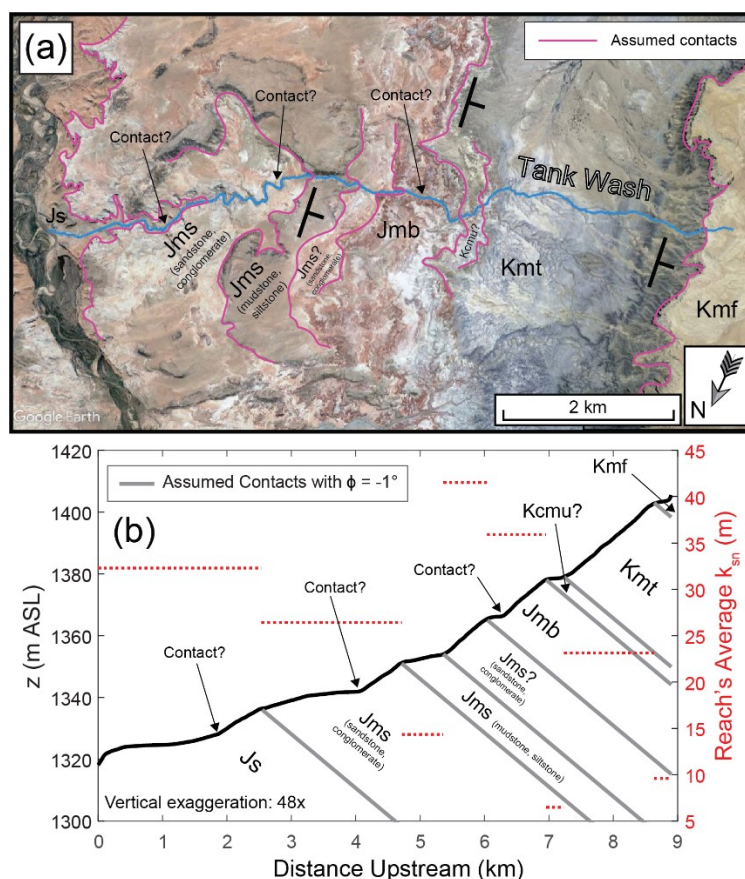 (a)
Assumed contacts
Contact?
Contact?
Contact?
Tank Wash
Js
Jms
(sandstone,
conglomerate)
Jms
(mudstone,
siltstone)
Jms?
(sandstone,
conglomerate)
Jmb
Kcmu?
Kmt
Kmf
Google Earth
2 km
N
1420
1400
1380
1360
1340
1320
1300
z (m ASL)
Assumed Contacts with ϕ = -1°
(b)
Kmf
Kcmu?
Kmt
Contact?
Jmb
Contact?
Jms?
(sandstone,
conglomerate)
Contact?
Jms
(mudstone, siltstone)
Jms
(sandstone,
conglomerate)
Js
Vertical exaggeration: 48x
45
40
35
30
25
20
15
10
5
Reach's Average ksn (m)
0 1 2 3 4 5 6 7 8 9
Distance Upstream (km)